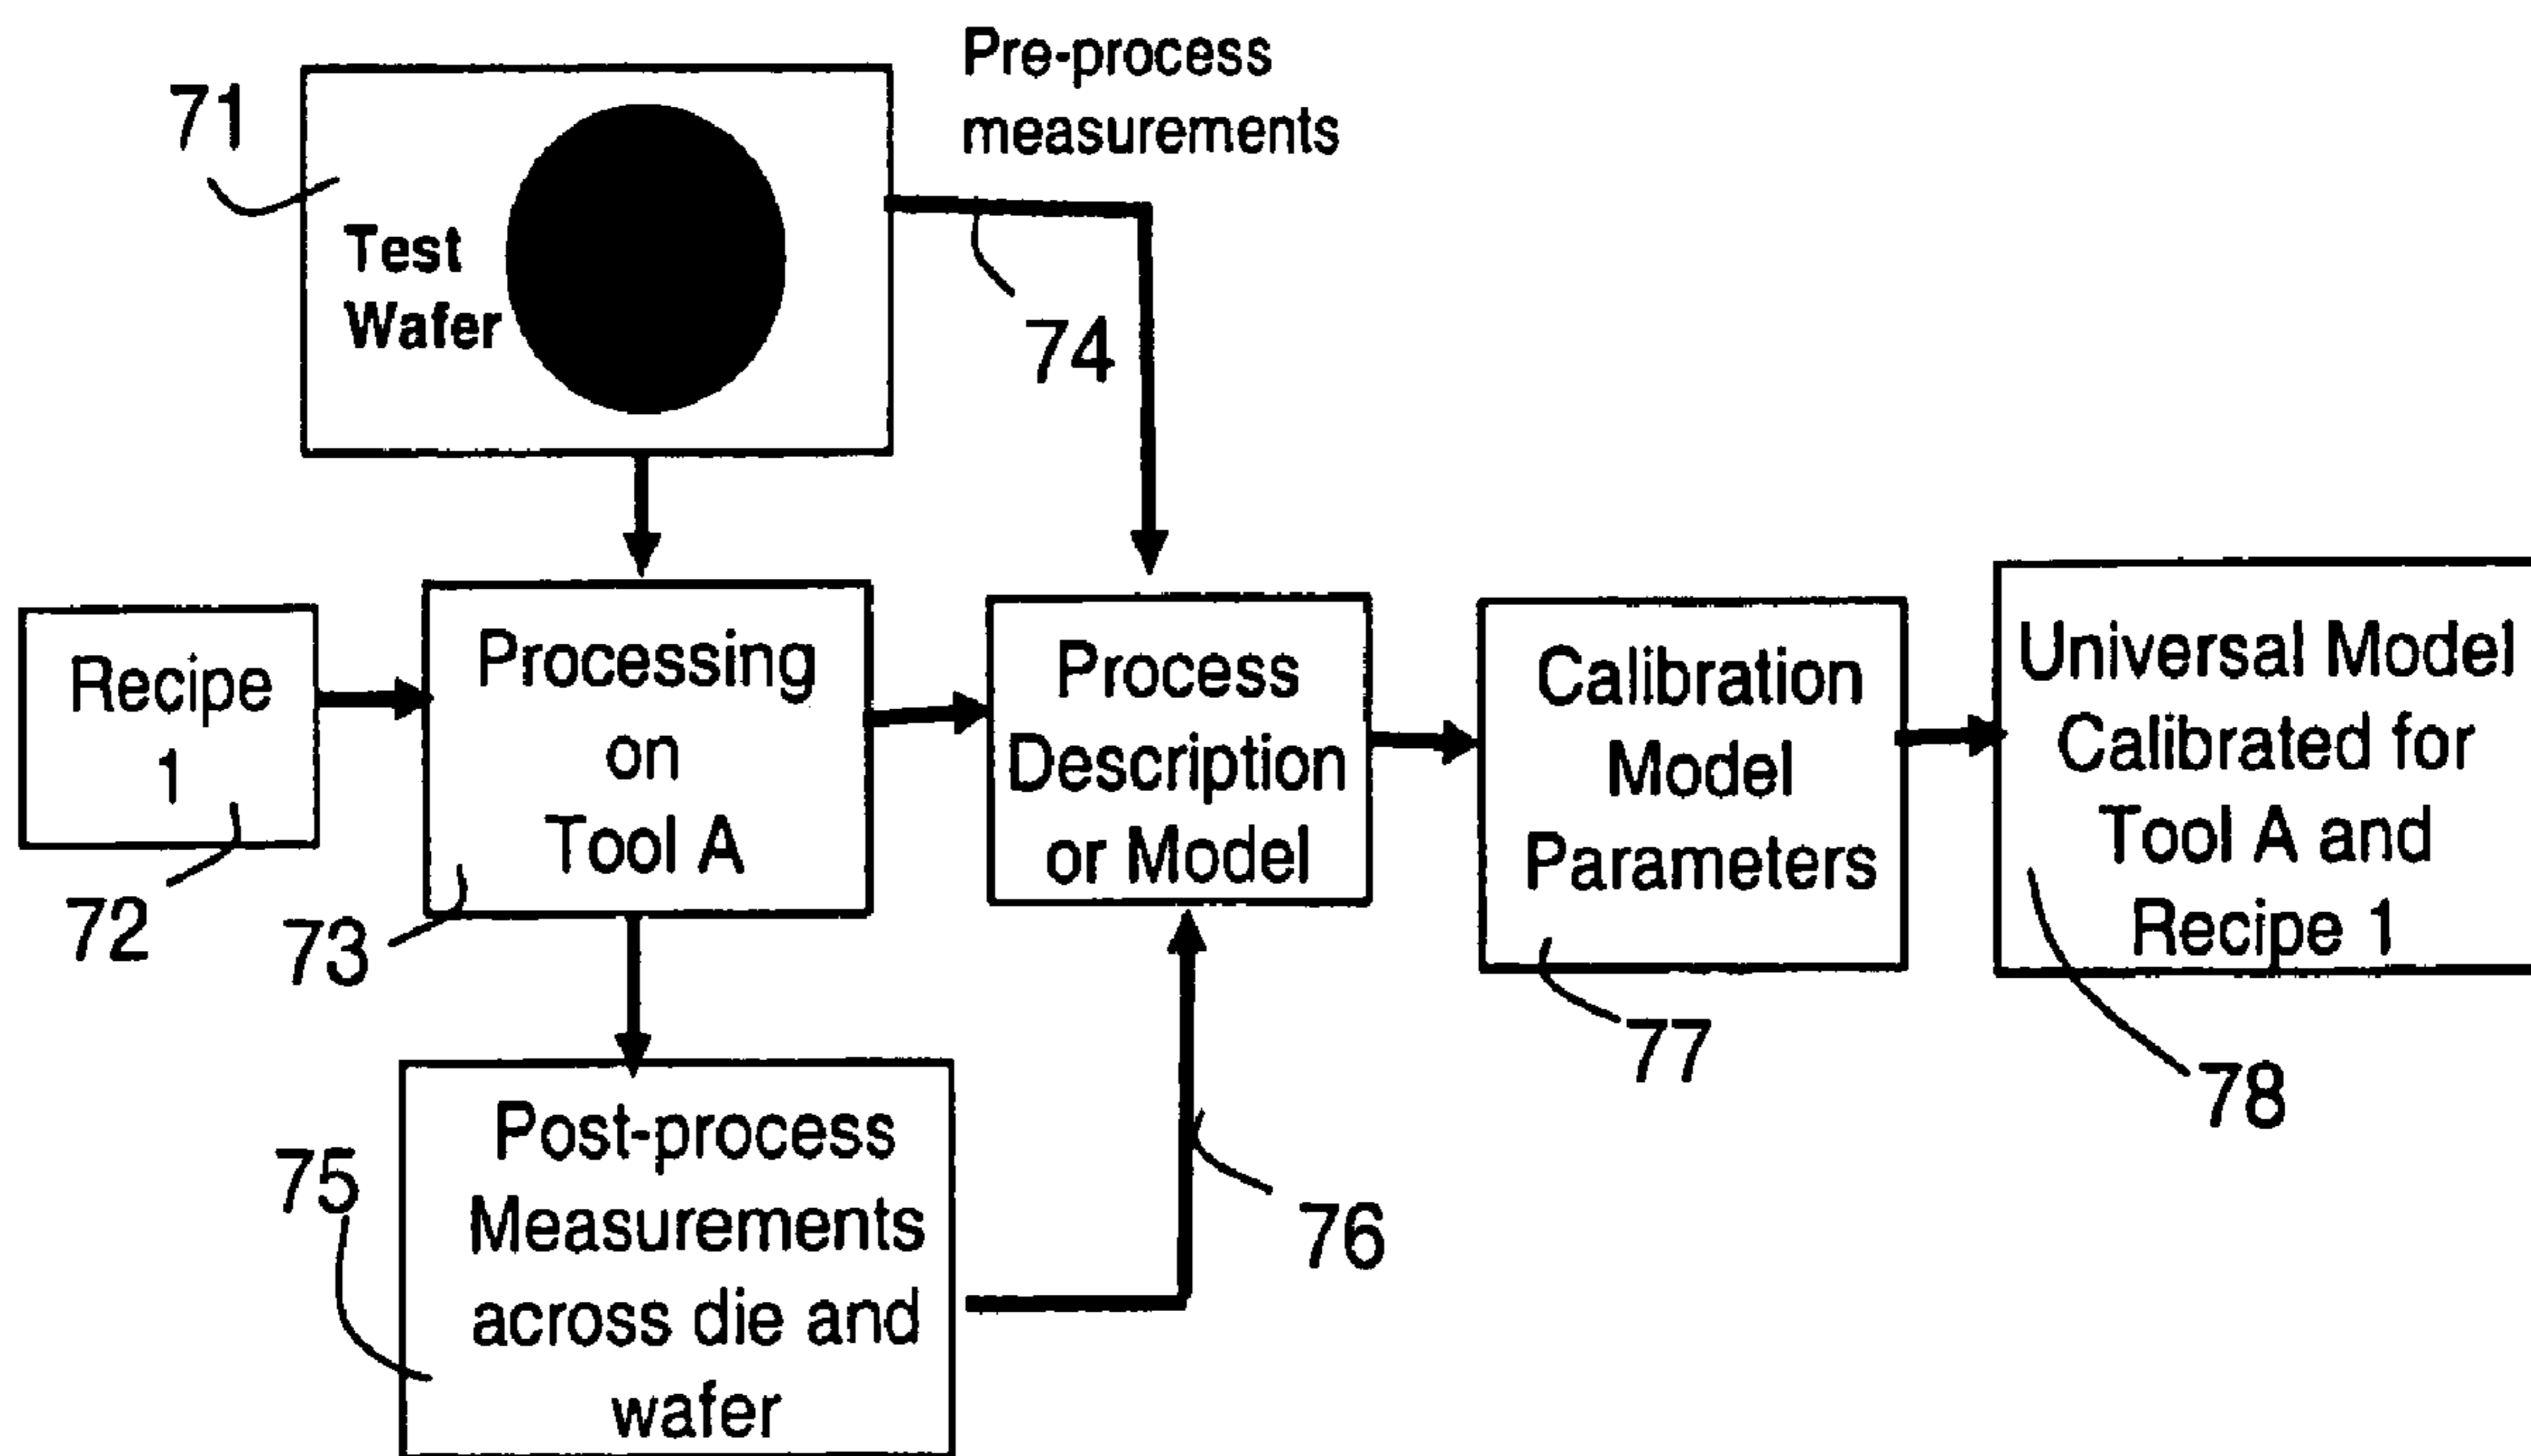 Pre-process
measurements
71
Test
Wafer
74
Recipe
1
72
Processing
on
Tool A
73
Process
Description
or Model
Calibration
Model
Parameters
77
Universal Model
Calibrated for
Tool A and
Recipe 1
78
Post-process
Measurements
across die and
wafer
75
76